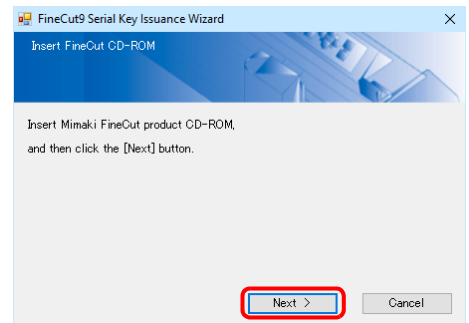 FineCut9 Serial Key Issuance Wizard
Insert FineCut CD-ROM
Insert Mimaki FineCut product CD-ROM,
and then click the [Next] button.
Next >
Cancel